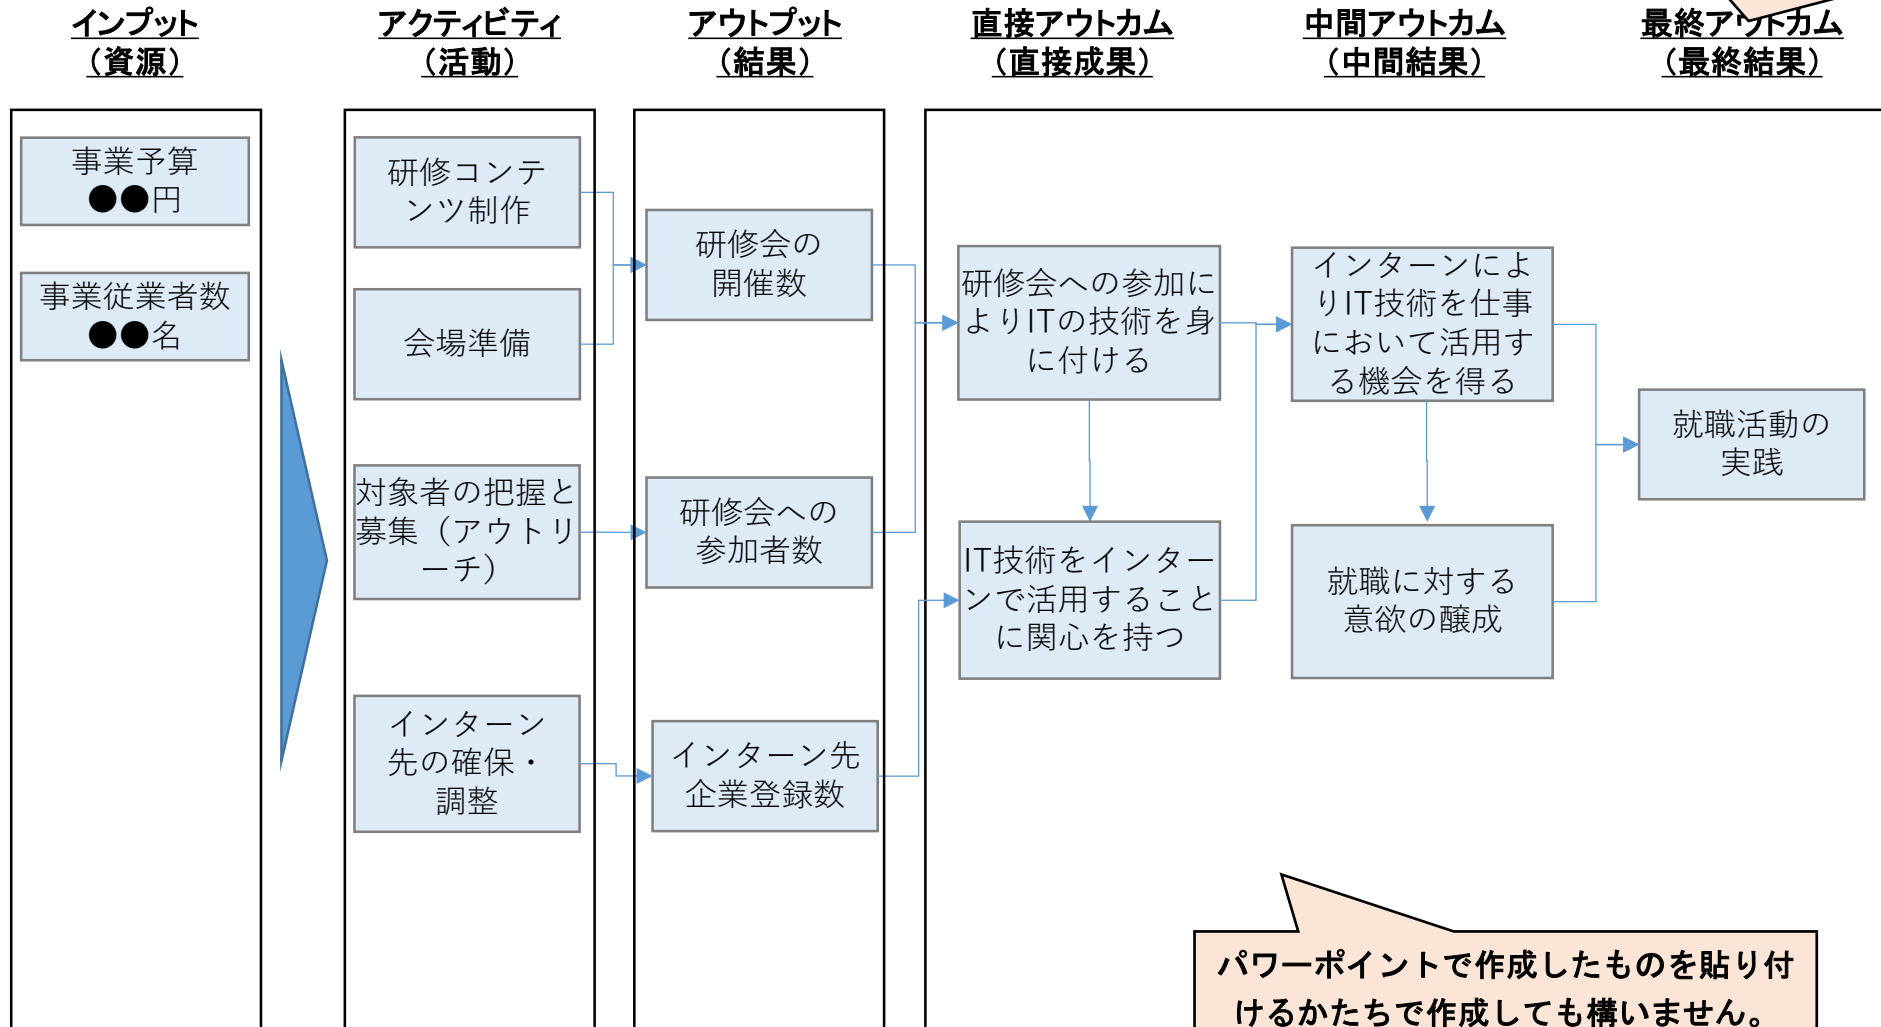 インプット
（資源）
アクティビティ
（活動）
アウトプット
（結果）
直接アウトカム
（直接成果）
中間アウトカム
（中間結果）
最終アウトカム
（最終結果）
事業予算
●●円
事業従業者数
●●名
研修コンテ
ンツ制作
会場準備
対象者の把握と
募集（アウトリ
ーチ）
インターン
先の確保・
調整
研修会の
開催数
研修会への
参加者数
インターン先
企業登録数
研修会への参加に
よりITの技術を身
に付ける
IT技術をインター
ンで活用すること
に関心を持つ
インターンによ
りIT技術を仕事
において活用す
る機会を得る
就職に対する
意欲の醸成
就職活動の
実践
パワーポイントで作成したものを貼り付
けるかたちで作成しても構いません。